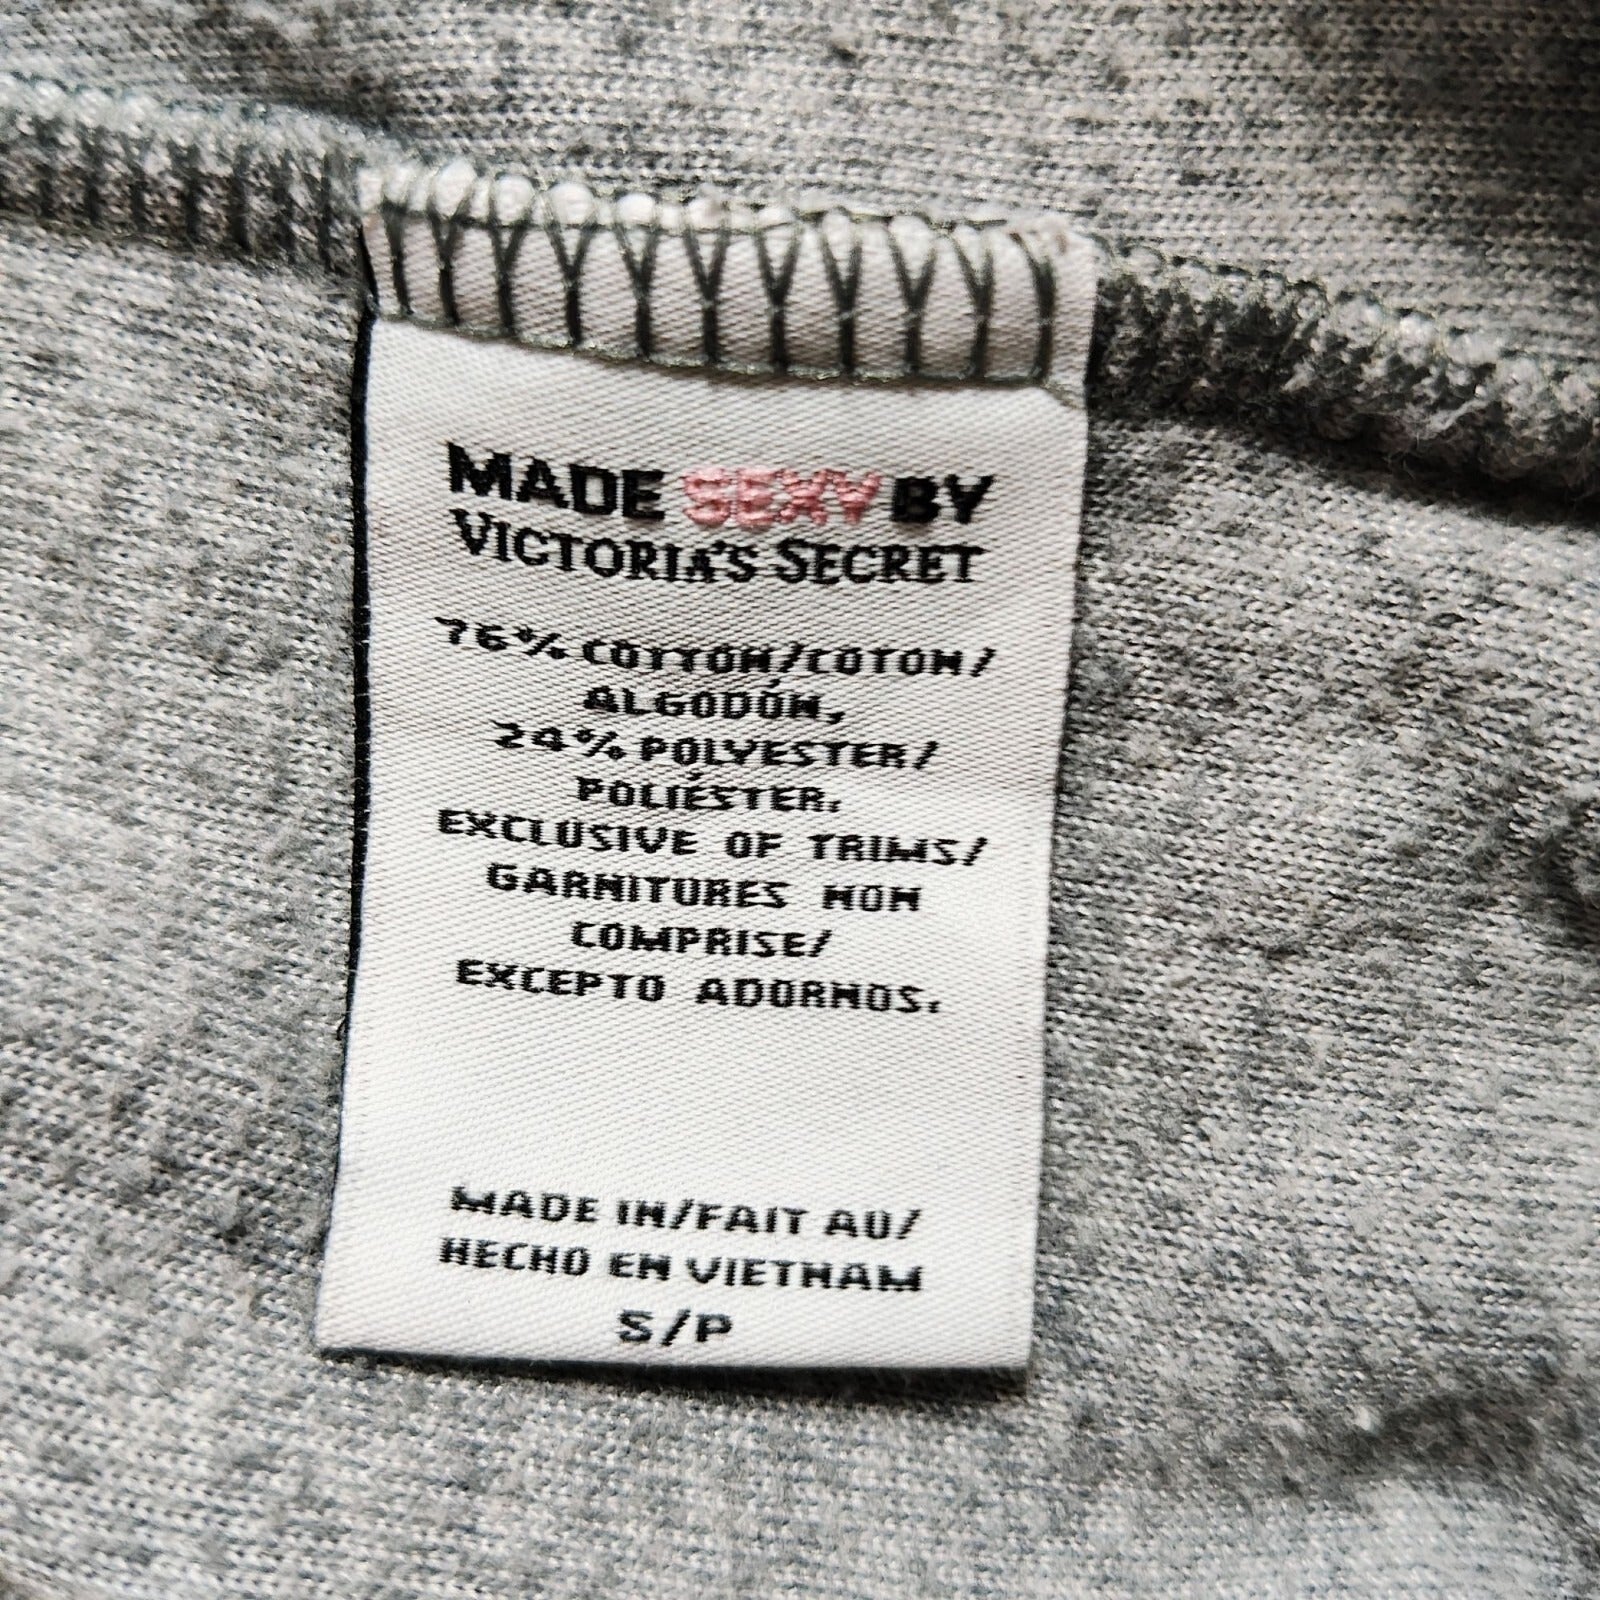 MADE SEXY BY
VICTORIA'S SECRET
76% COTTON/COTON/
ALGODÓN,
24% POLYESTER/
POLIÉSTER.
EXCLUSIVE OF TRIMS/
GARNITURES NON
COMPRISE/
EXCEPTO ADORNOS.
MADE IN/FAIT AU/
HECHO EN VIETNAM
S/P